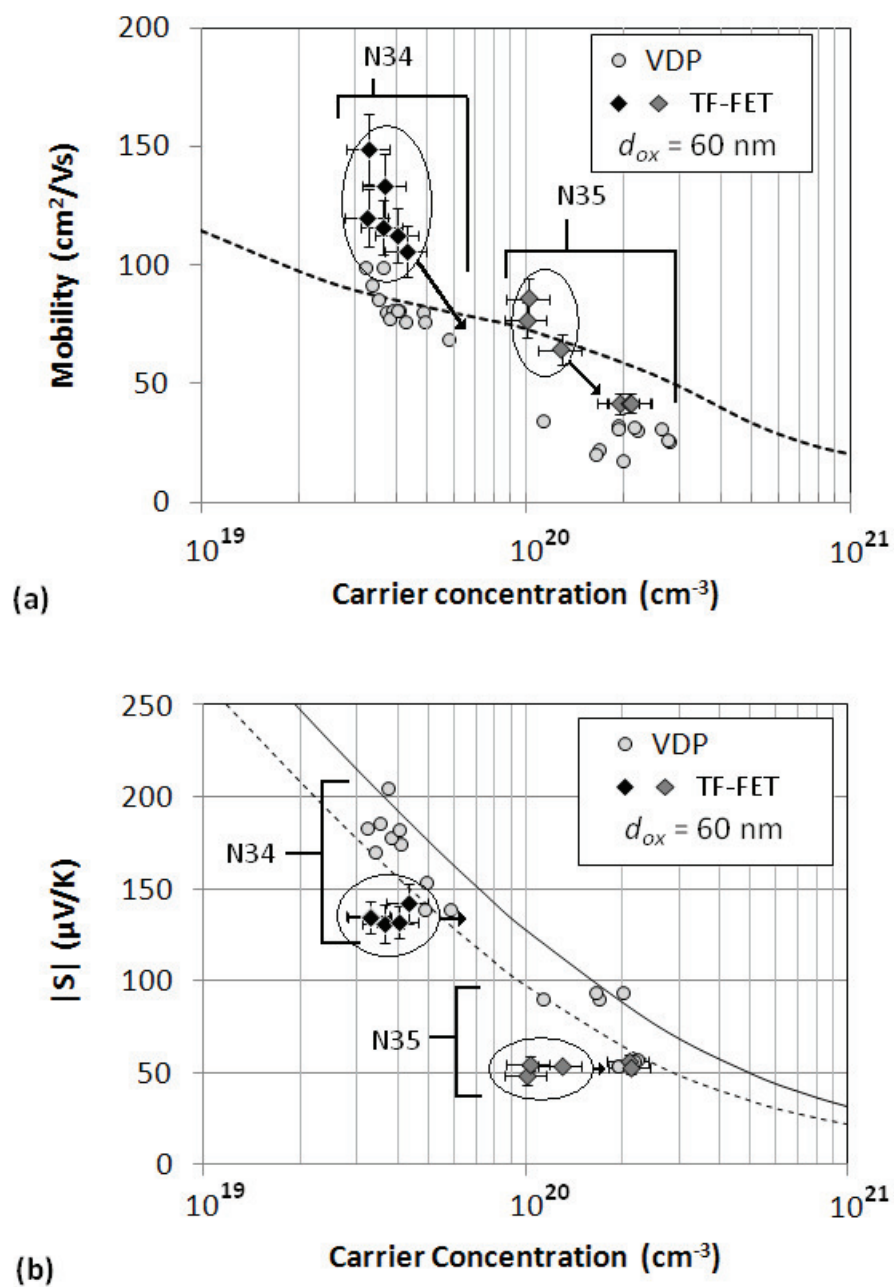 200
150
100
50
0
Mobility (cm²/Vs)
N34
N35
VDP
TF-FET
d_ox = 60 nm
10¹⁹
10²⁰
10²¹
(a)
Carrier concentration (cm⁻³)
250
200
150
100
50
0
|S| (µV/K)
N34
N35
VDP
TF-FET
d_ox = 60 nm
10¹⁹
10²⁰
10²¹
Carrier Concentration (cm⁻³)
(b)